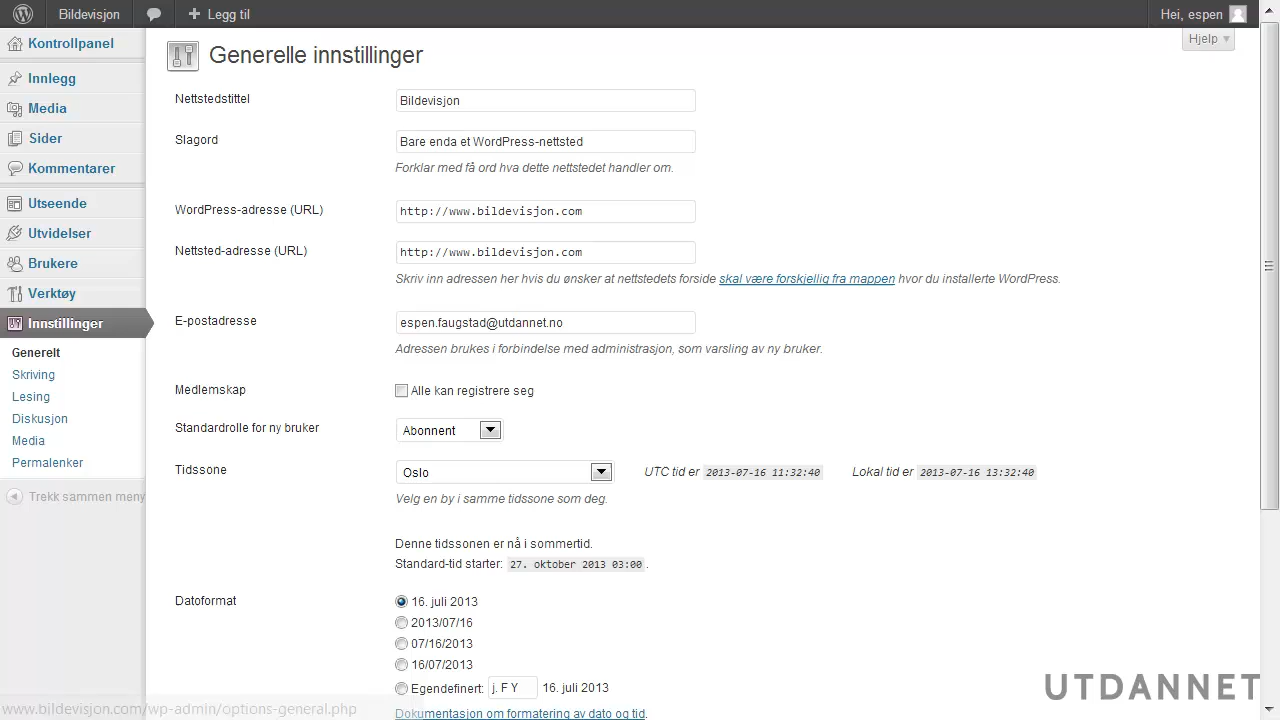 Bildevisjon
Legg til
Hei, espen
Kontrollpanel
Innlegg
Media
Sider
Kommentarer
Utseende
Utvidelser
Brukere
Verktøy
Innstillinger
Generelt
Skriving
Lesing
Diskusjon
Media
Permalenker
Trekk sammen meny
Hjelp
Generelle innstillinger
Nettstedstittel
Bildevisjon
Slagord
Bare enda et WordPress-nettsted
Forklar med få ord hva dette nettstedet handler om.
WordPress-adresse (URL)
http://www.bildevisjon.com
Nettsted-adresse (URL)
http://www.bildevisjon.com
Skriv inn adressen her hvis du ønsker at nettstedets forside skal være forskjellig fra mappen hvor du installerte WordPress.
E-postadresse
espen.faugstad@utdannet.no
Adressen brukes i forbindelse med administrasjon, som varsling av ny bruker.
Medlemskap
Alle kan registrere seg
Standardrolle for ny bruker
Abonnent
Tidssone
Oslo
UTC tid er 2013-07-16 11:32:40
Lokal tid er 2013-07-16 13:32:40
Velg en by i samme tidssone som deg.
Denne tidssonen er nå i sommertid.
Standard-tid starter: 27. oktober 2013 03:00.
Datoformat
16. juli 2013
2013/07/16
07/16/2013
16/07/2013
Egendefinert: j. F Y 16. juli 2013
Dokumentasjon om formatering av dato og tid.
www.bildevisjon.com/wp-admin/options-general.php
UTDANNET